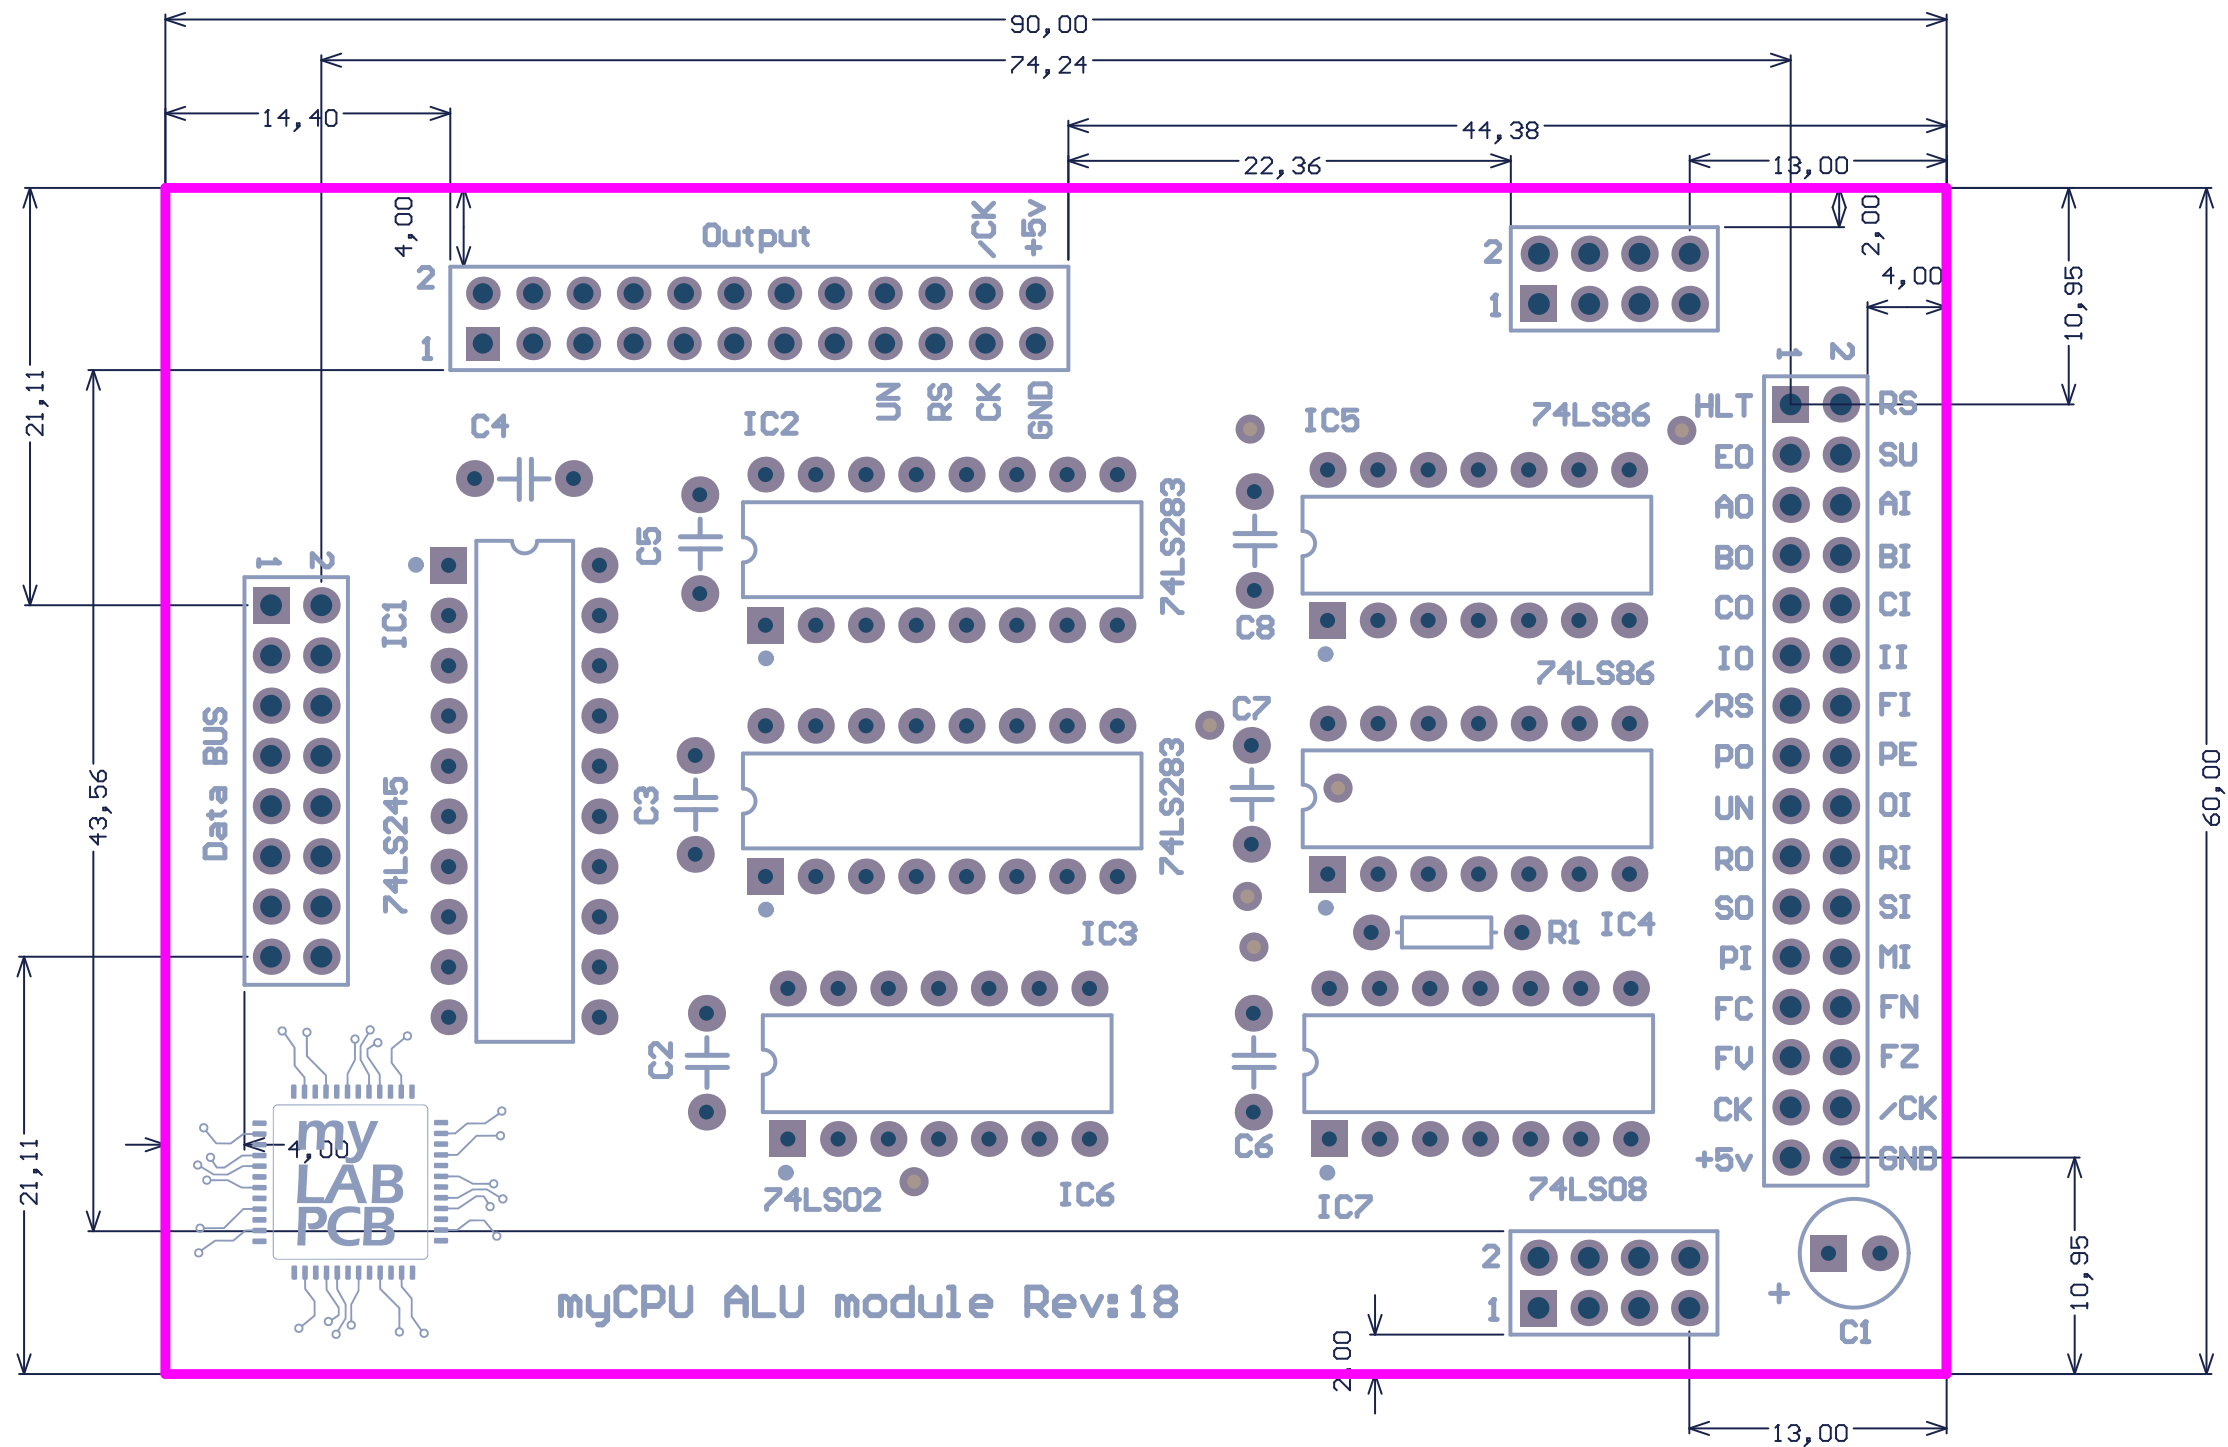 90,00
74,24
14,40
44,38
22,36
13,00
4,00
2,00
4,00
10,95
Output
/CK
+5v
2
1
2
1
UN
RS
CK
GND
21,11
43,56
60,00
C4
IC2
IC5
74LS86
1 2
HLT RS
EO SU
AO AI
BO BI
CO CI
IO II
/RS FI
PO PE
UN OI
RO RI
SO SI
PI MI
FC FN
FV FZ
CK /CK
+5v GND
C5
74LS283
C8
1 2
IC1
Data BUS
74LS245
74LS86
C7
C3
74LS283
IC3
R1
IC4
C2
C6
74LS02
IC6
IC7
74LS08
my
LAB
PCB
4,00
21,11
2
1
+
C1
10,95
myCPU ALU module Rev:18
2,00
13,00